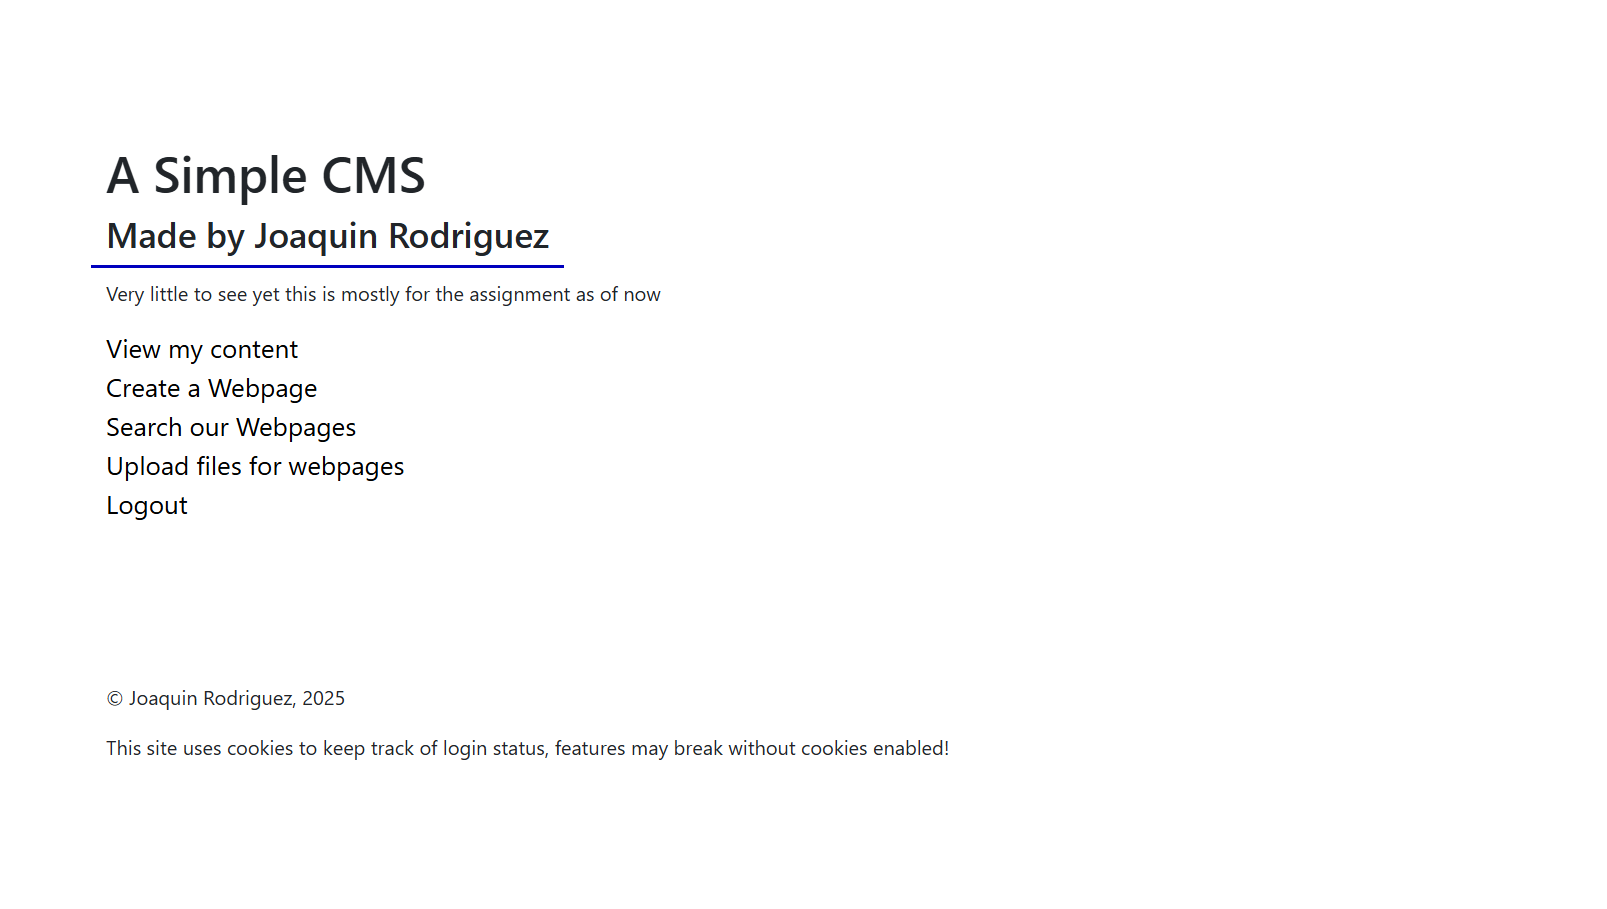 A Simple CMS
Made by Joaquin Rodriguez
Very little to see yet this is mostly for the assignment as of now
View my content
Create a Webpage
Search our Webpages
Upload files for webpages
Logout
© Joaquin Rodriguez, 2025
This site uses cookies to keep track of login status, features may break without cookies enabled!